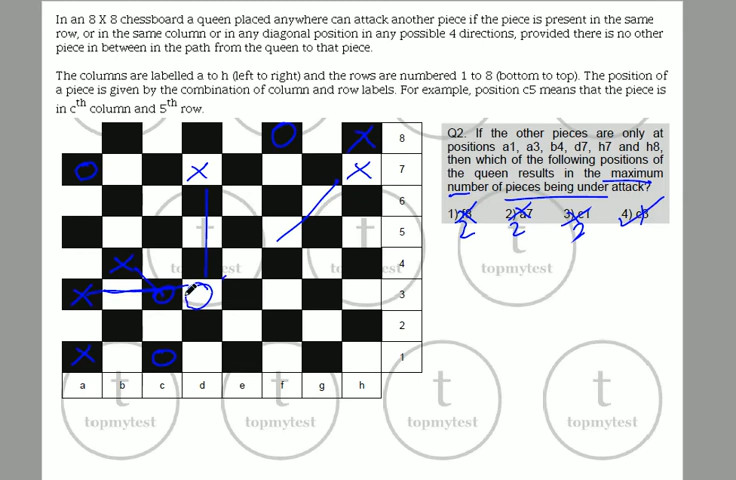 In an 8 X 8 chessboard a queen placed anywhere can attack another piece if the piece is present in the same
row, or in the same column or in any diagonal position in any possible 4 directions, provided there is no other
piece in between in the path from the queen to that piece.
The columns are labelled a to h (left to right) and the rows are numbered 1 to 8 (bottom to top). The position of
a piece is given by the combination of column and row labels. For example, position c5 means that the piece is
in cth column and 5th row.
Q2. If the other pieces are only at
positions a1, a3, b4, d7, h7 and h8,
then which of the following positions of
the queen results in the maximum
number of pieces being under attack?
1) f8 2) a7 3) c1 4) c3
2 2 2
8
7
6
5
4
3
2
1
a b c d e f g h
t
topmytest
t
topmytest
t
topmytest
t
topmytest
t
topmytest